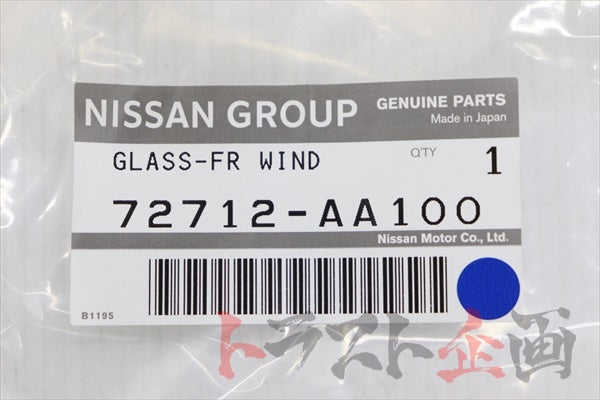 NISSAN GROUP
GENUINE PARTS
Made in Japan
GLASS-FR WIND
Q'TY 1
72712-AA100
Nissan Motor Co., Ltd.
B1195
トラスト企画